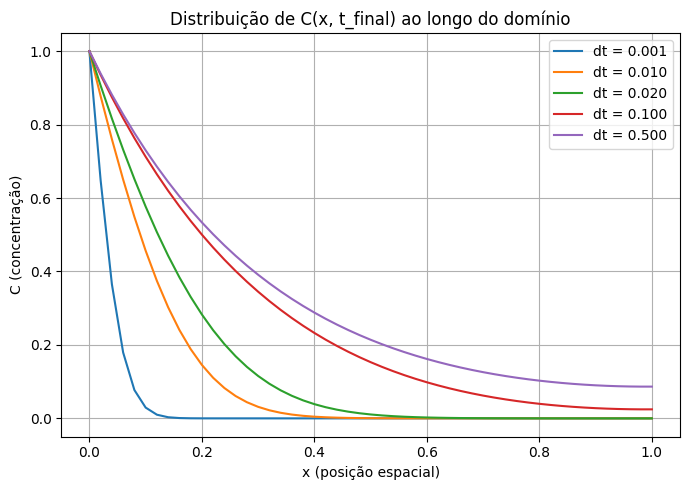 Distribuição de C(x, t_final) ao longo do domínio
C (concentração)
1.0
0.8
0.6
0.4
0.2
0.0
dt = 0.001
dt = 0.010
dt = 0.020
dt = 0.100
dt = 0.500
0.0 0.2 0.4 0.6 0.8 1.0
x (posição espacial)